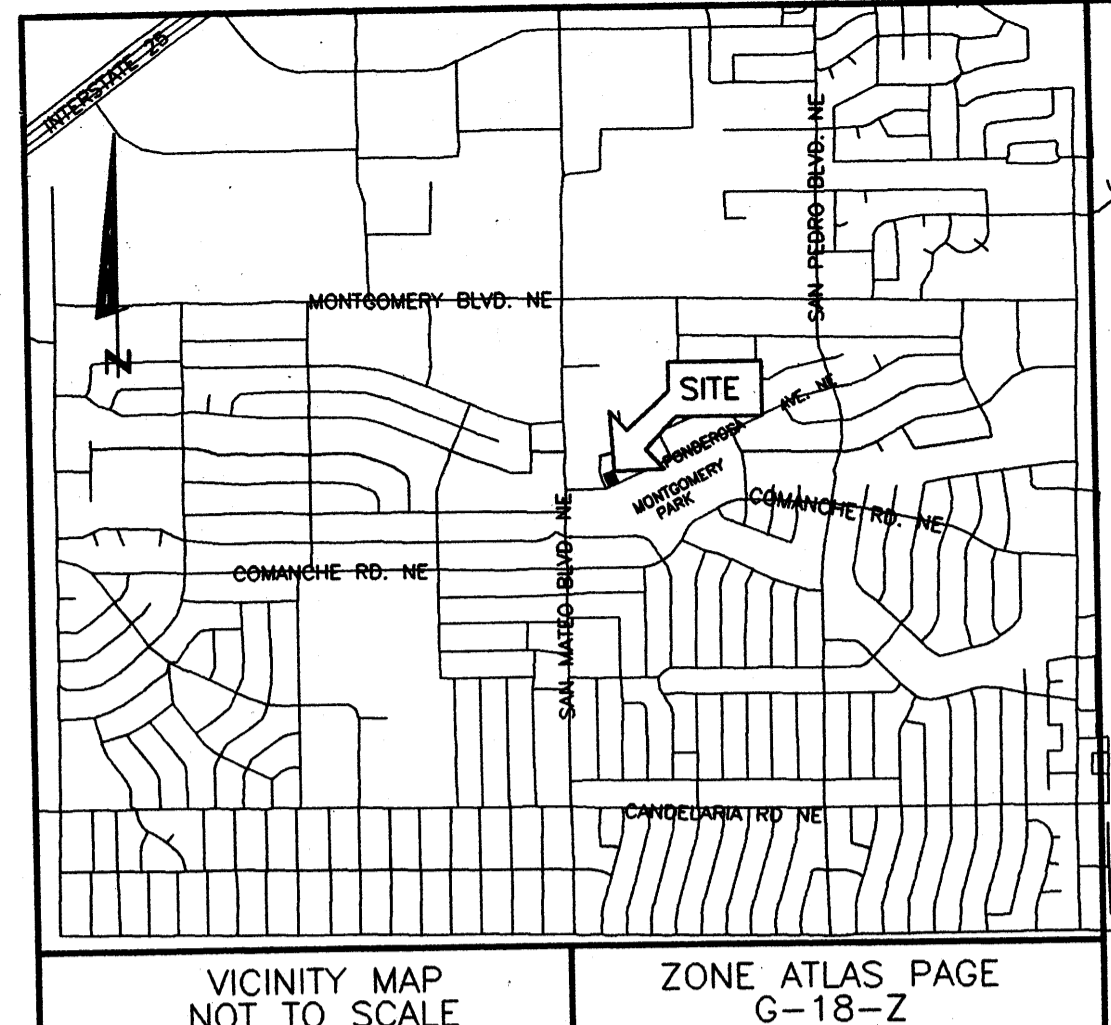 INTERSTATE 25
SAN PEDRO BLVD. NE
MONTGOMERY BLVD. NE
N
SITE
AVE. NE
N
PONDEROSA
MONTGOMERY
PARK
COMANCHE RD. NE
COMANCHE RD. NE
SAN MATEO BLVD NE
CANDELARIA RD NE
VICINITY MAP
NOT TO SCALE
ZONE ATLAS PAGE
G-18-Z